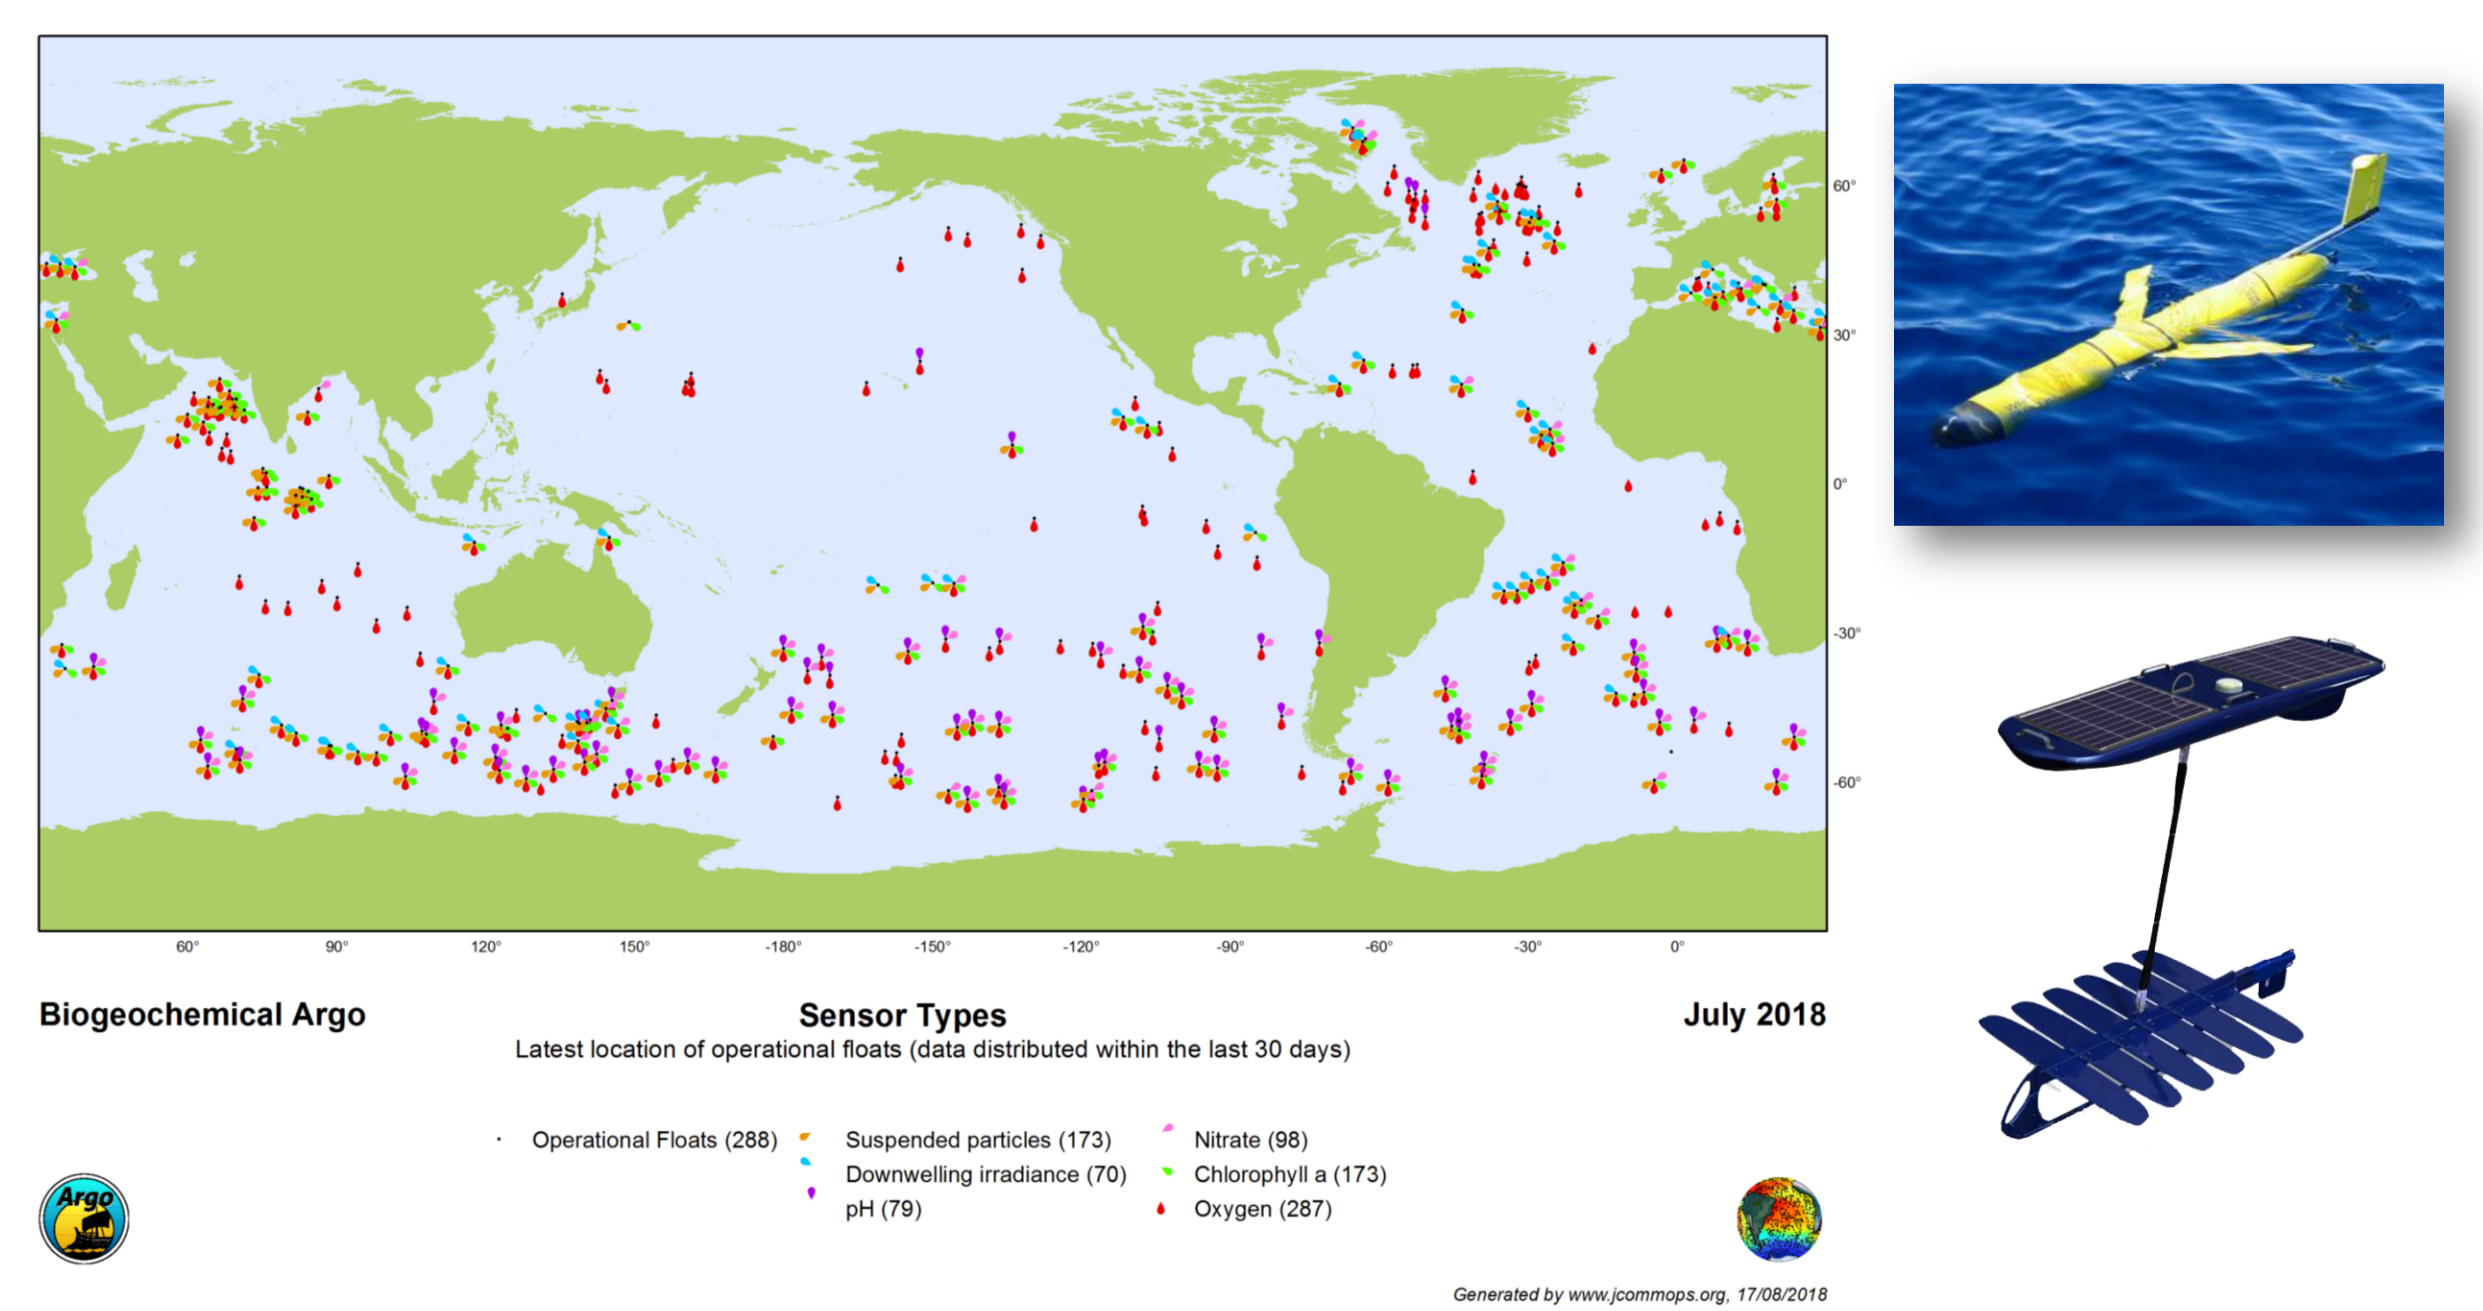 60°
30°
0°
-30°
-60°
60° 90° 120° 150° -180° -150° -120° -90° -60° -30° 0°
Biogeochemical Argo
Sensor Types
July 2018
Latest location of operational floats (data distributed within the last 30 days)
Operational Floats (288)
Suspended particles (173)
Nitrate (98)
Downwelling irradiance (70)
Chlorophyll a (173)
pH (79)
Oxygen (287)
Argo
Generated by www.jcommops.org, 17/08/2018